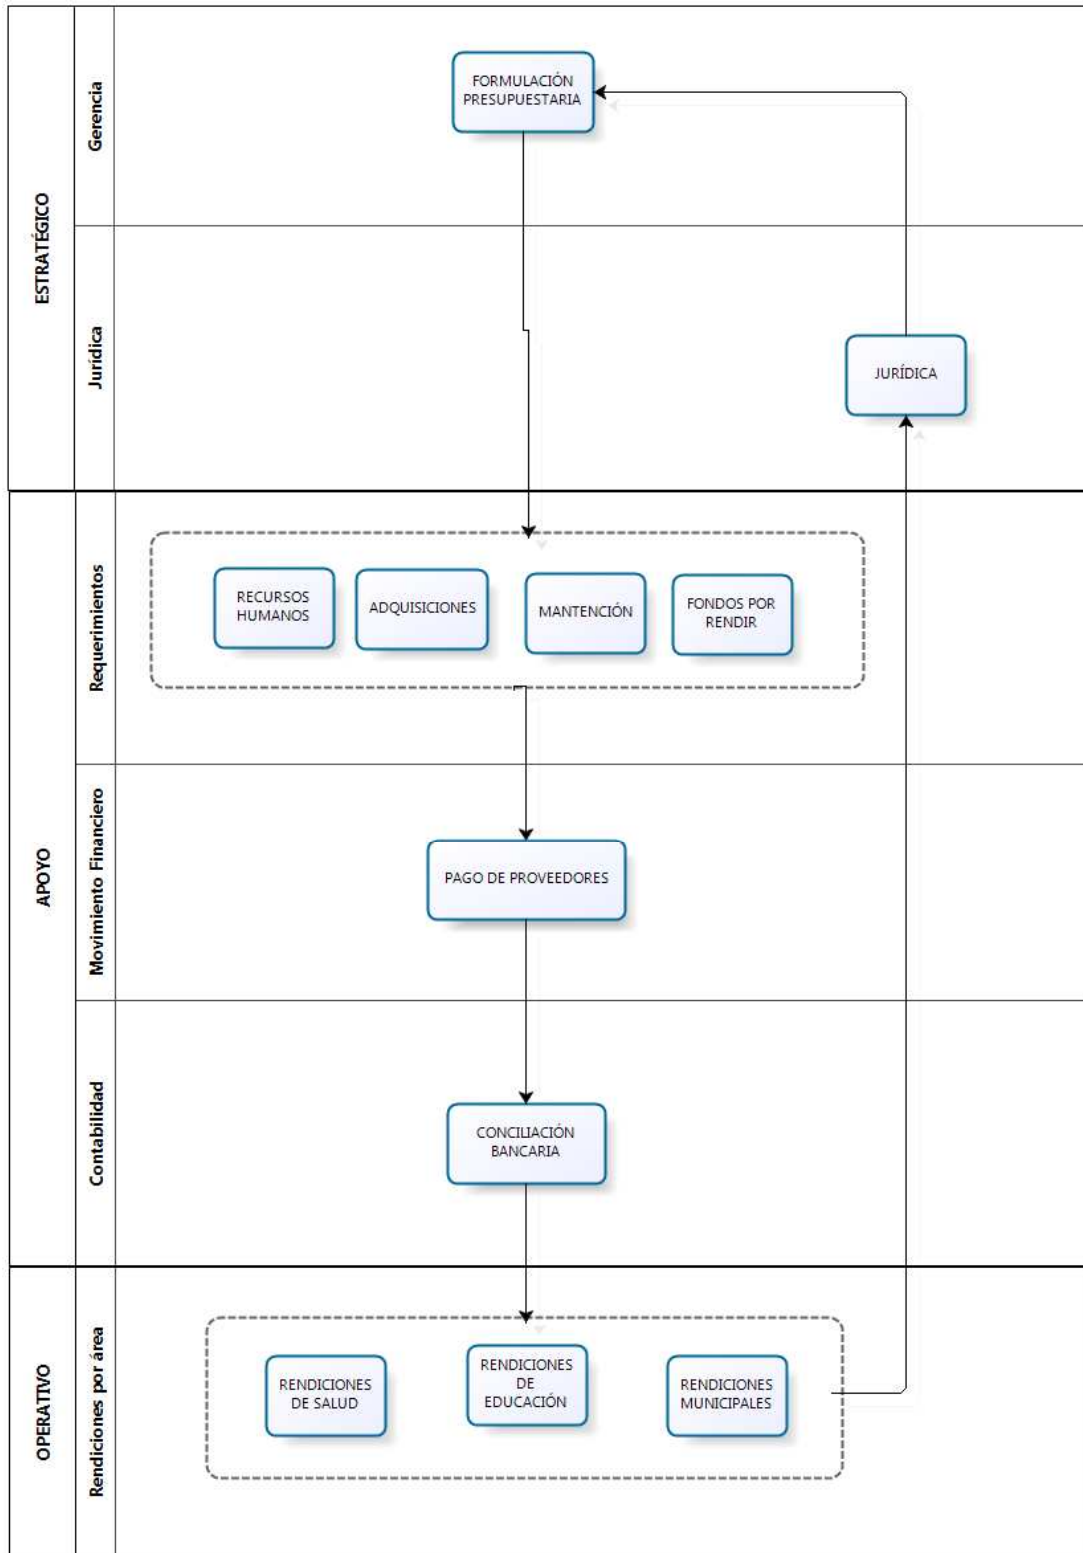 ESTRATÉGICO
Gerencia
FORMULACIÓN
PRESUPUESTARIA
Jurídica
JURÍDICA
APOYO
Requerimientos
RECURSOS
HUMANOS
ADQUISICIONES
MANTENCIÓN
FONDOS POR
RENDIR
Movimiento Financiero
PAGO DE PROVEEDORES
Contabilidad
CONCILIACIÓN
BANCARIA
OPERATIVO
Rendiciones por área
RENDICIONES
DE SALUD
RENDICIONES
DE
EDUCACIÓN
RENDICIONES
MUNICIPALES